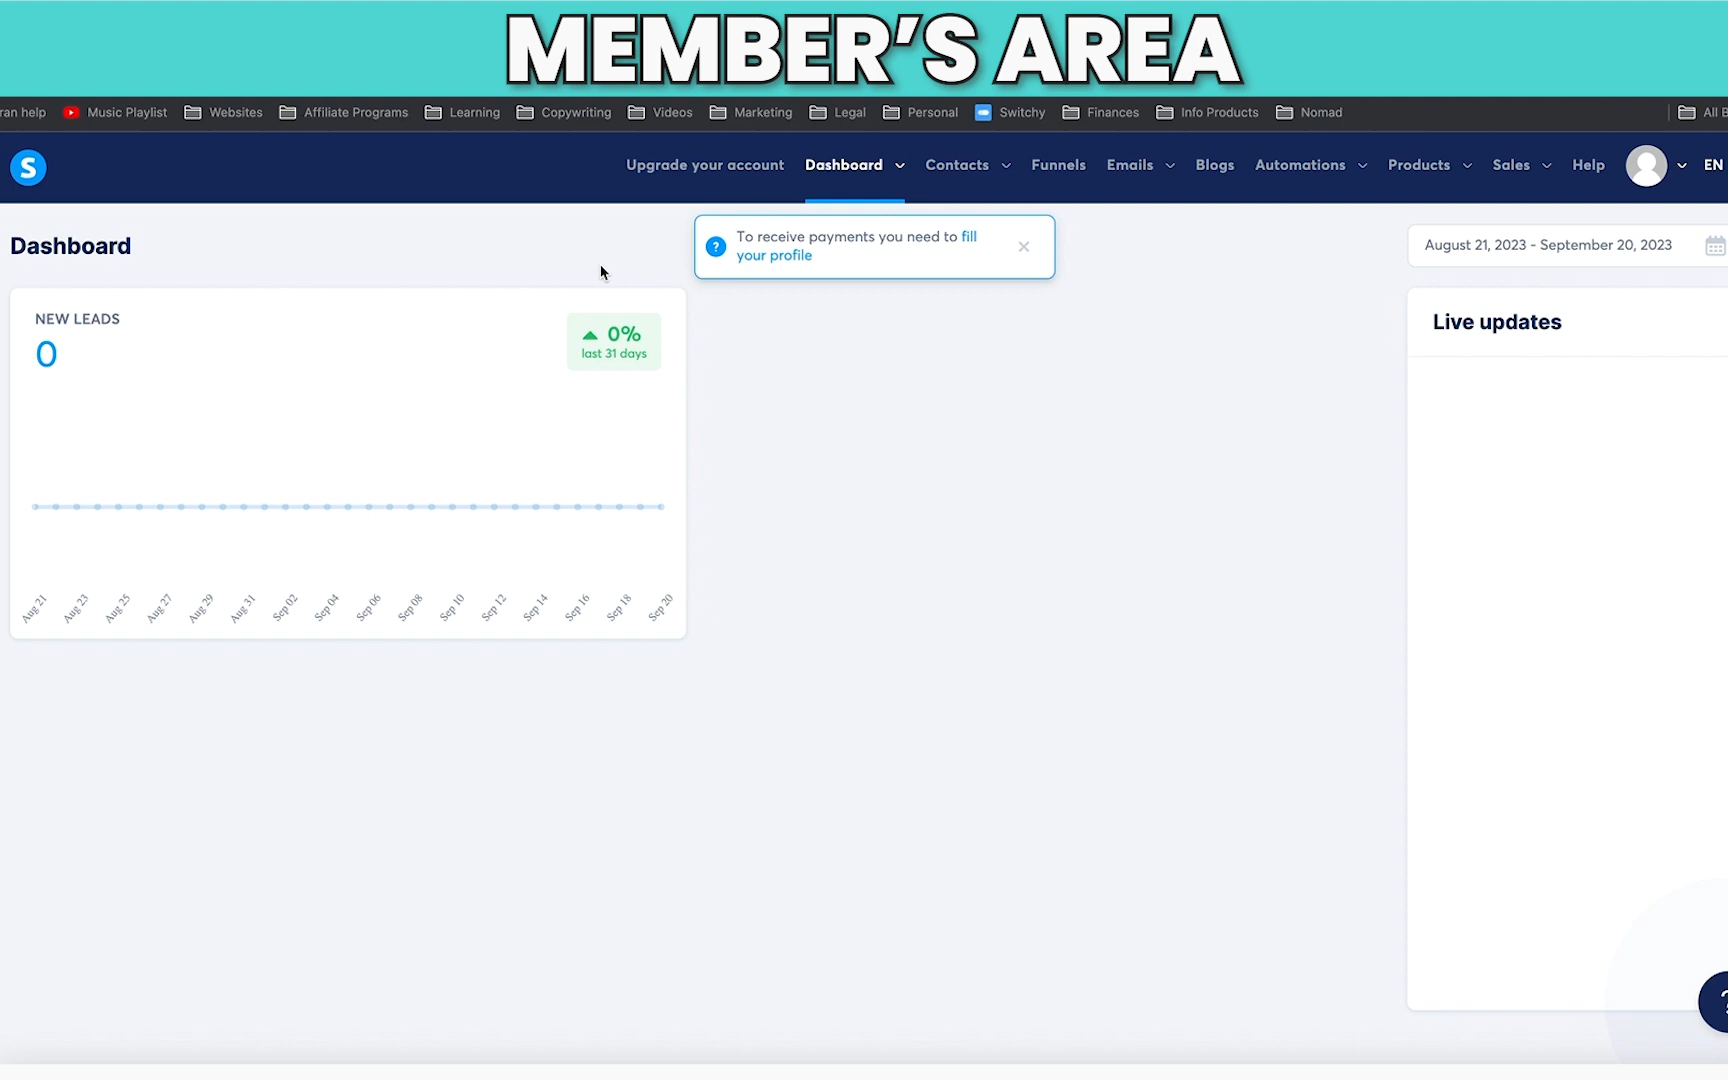 MEMBER'S AREA
ran help Music Playlist Websites Affiliate Programs Learning Copywriting Videos Marketing Legal Personal Switchy Finances Info Products Nomad All B
S Upgrade your account Dashboard Contacts Funnels Emails Blogs Automations Products Sales Help EN
Dashboard
? To receive payments you need to fill
your profile
August 21, 2023 - September 20, 2023
NEW LEADS
0
0%
last 31 days
Live updates
Aug 21 Aug 23 Aug 25 Aug 27 Aug 29 Aug 31 Sep 02 Sep 04 Sep 06 Sep 08 Sep 10 Sep 12 Sep 14 Sep 16 Sep 18 Sep 20
?